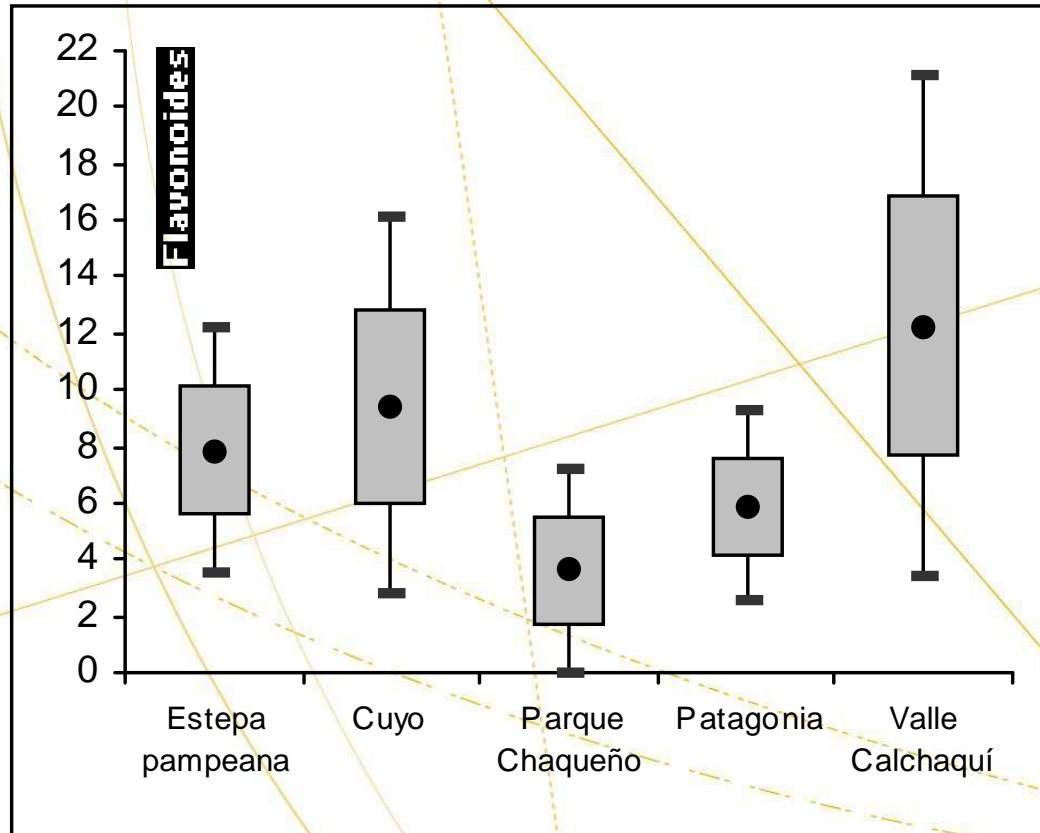 Flavonoides
22
20
18
16
14
12
10
8
6
4
2
0
Estepa pampeana
Cuyo
Parque Chaqueño
Patagonia
Valle Calchaquí